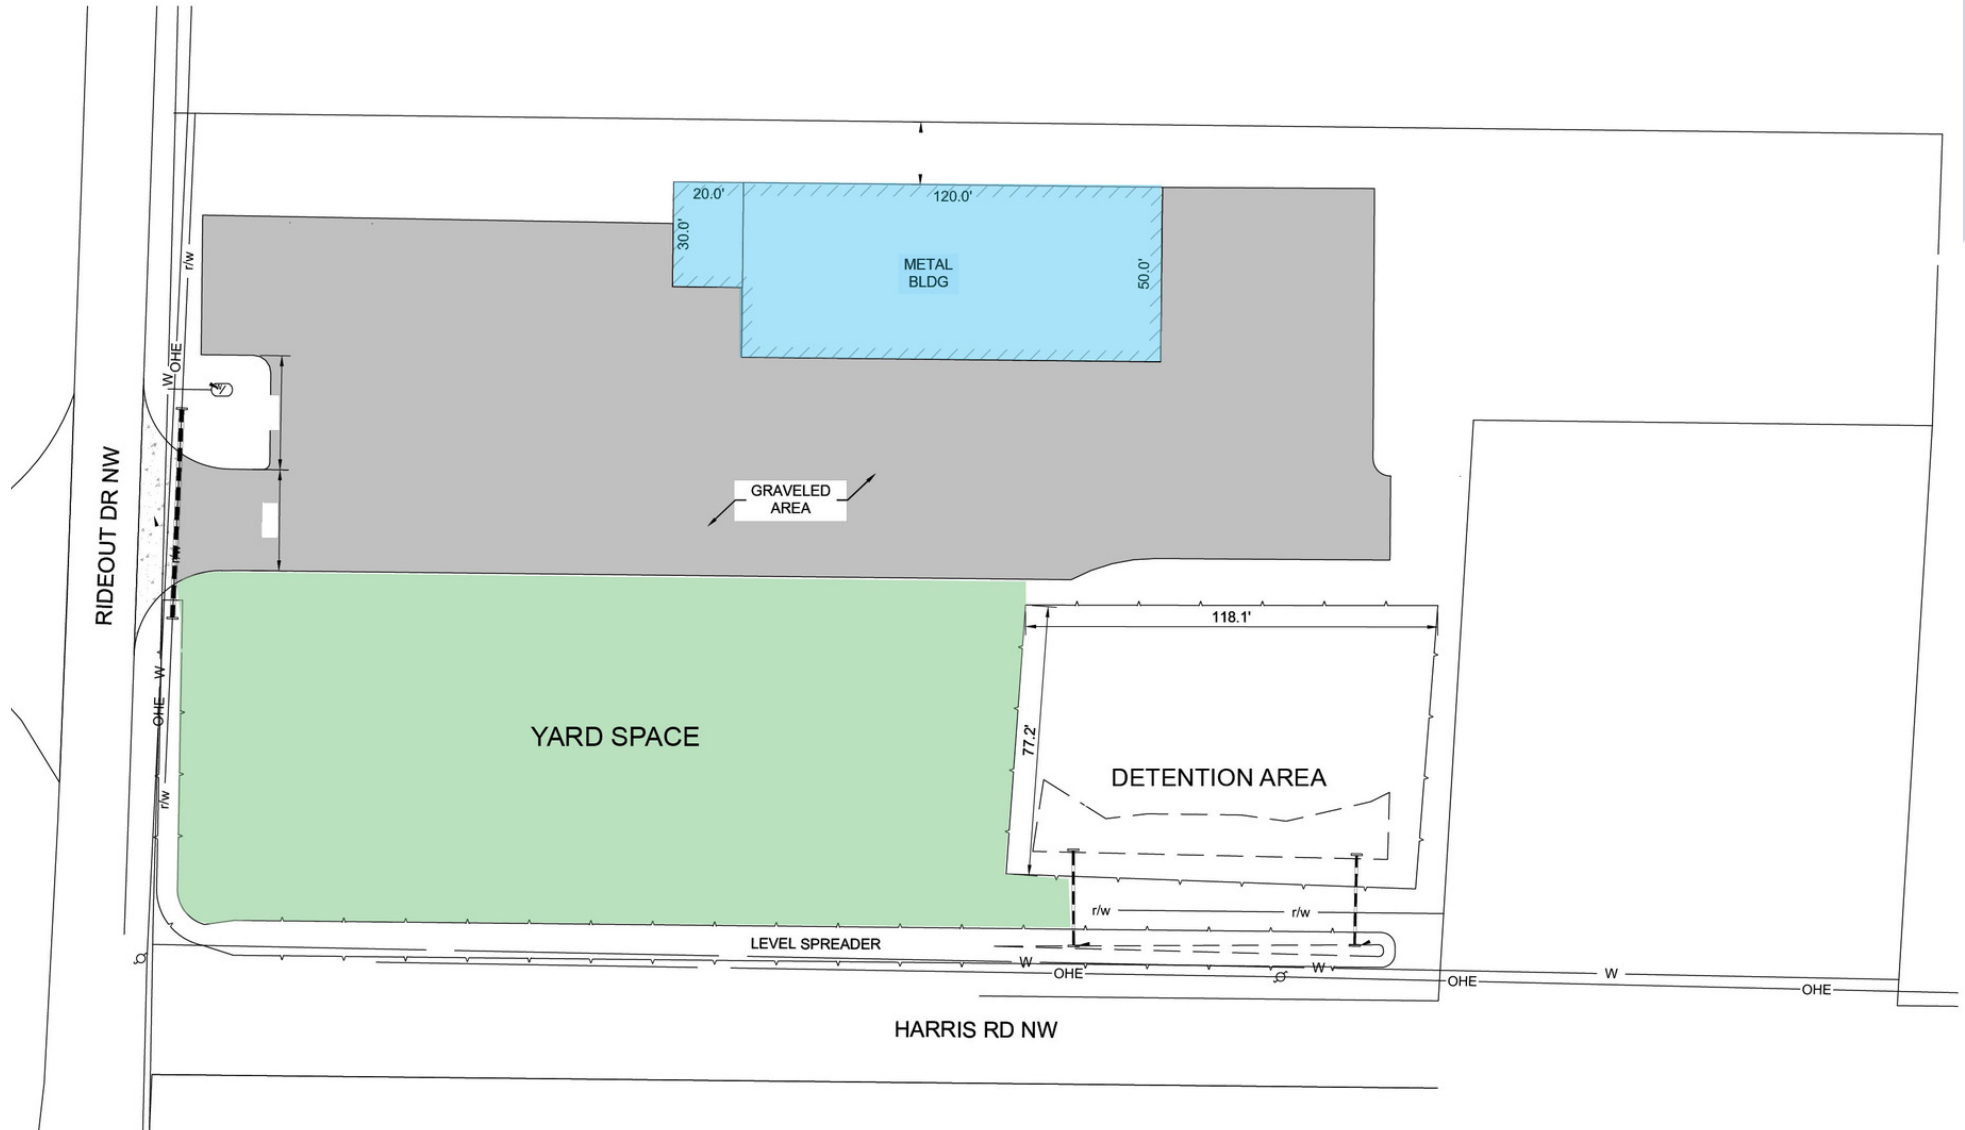 20.0'
120.0'
30.0'
METAL
BLDG
50.0'
r/w
OHE
W
GRAVELED
AREA
RIDEOUT DR NW
r/w
118.1'
W
OHE
YARD SPACE
77.2'
DETENTION AREA
r/w
r/w
r/w
LEVEL SPREADER
W
W
OHE
W
OHE
OHE
HARRIS RD NW